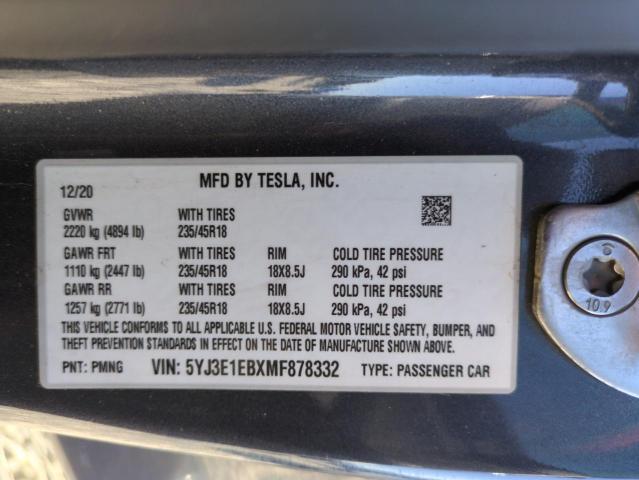 MFD BY TESLA, INC.
12/20
GVWR WITH TIRES
2220 kg (4894 lb) 235/45R18
GAWR FRT WITH TIRES RIM COLD TIRE PRESSURE
1110 kg (2447 lb) 235/45R18 18X8.5J 290 kPa, 42 psi
GAWR RR WITH TIRES RIM COLD TIRE PRESSURE
1257 kg (2771 lb) 235/45R18 18X8.5J 290 kPa, 42 psi
THIS VEHICLE CONFORMS TO ALL APPLICABLE U.S. FEDERAL MOTOR VEHICLE SAFETY, BUMPER, AND
THEFT PREVENTION STANDARDS IN EFFECT ON THE DATE OF MANUFACTURE SHOWN ABOVE.
PNT: PMNG VIN: 5YJ3E1EBXMF878332 TYPE: PASSENGER CAR
10.9